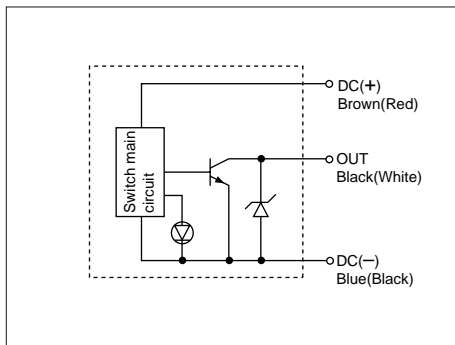 DC(+)
Brown(Red)
Switch main
circuit
OUT
Black(White)
DC(−)
Blue(Black)